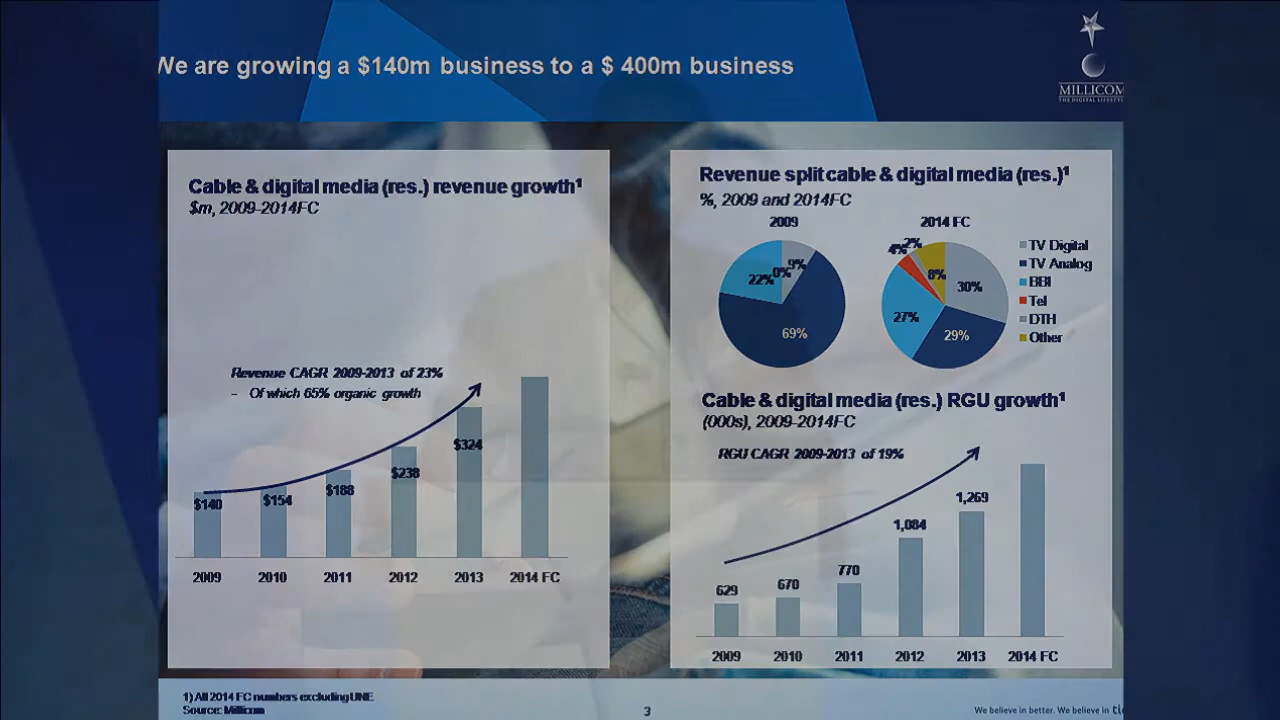 We are growing a $140m business to a $ 400m business
MILLICOM
THE DIGITAL LIFESTYLE
Cable & digital media (res.) revenue growth¹
$m, 2009-2014FC
Revenue CAGR 2009-2013 of 23%
– Of which 65% organic growth
$140
$154
$188
$238
$324
2009 2010 2011 2012 2013 2014 FC
Revenue split cable & digital media (res.)¹
%, 2009 and 2014FC
2009
9%
69%
22%
0%
2014 FC
30%
29%
27%
4%
2%
8%
TV Digital
TV Analog
BBI
Tel
DTH
Other
Cable & digital media (res.) RGU growth¹
(000s), 2009-2014FC
RGU CAGR 2009-2013 of 19%
629
670
770
1,084
1,269
2009 2010 2011 2012 2013 2014 FC
1) All 2014 FC numbers excluding UNE
Source: Millicom
3
We believe in better. We believe in